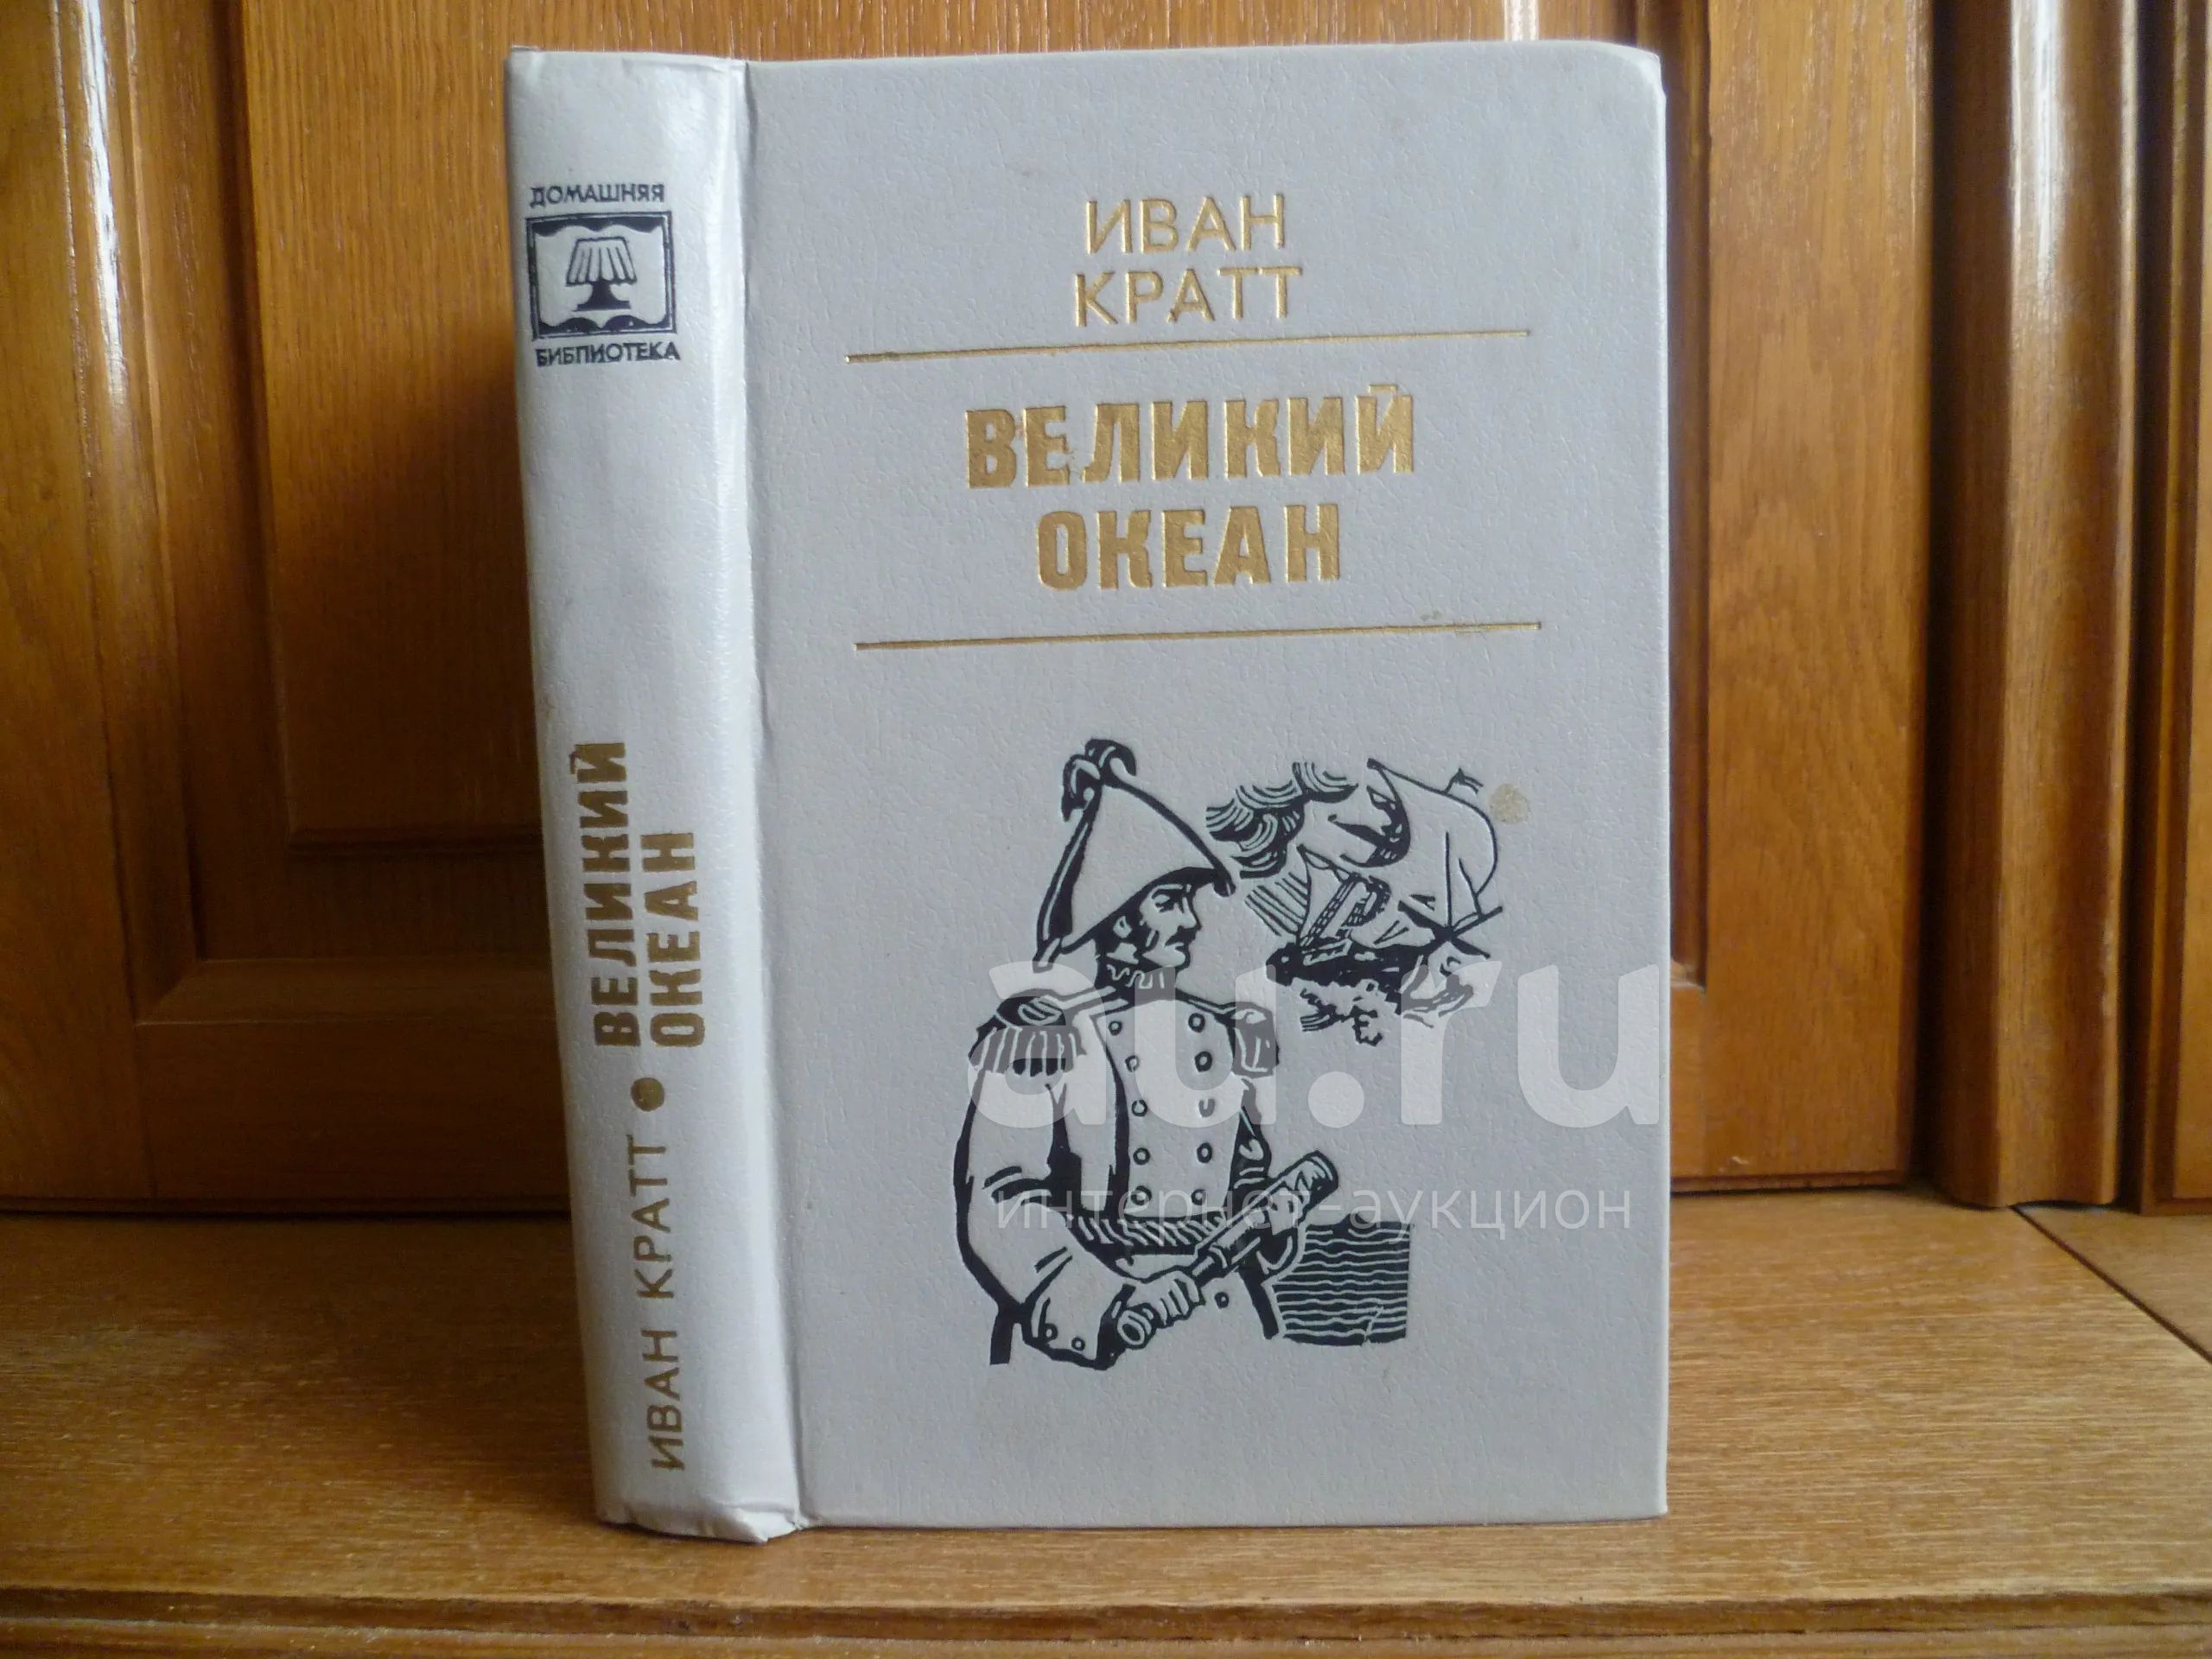 ДОМАШНЯЯ
БИБЛИОТЕКА
ВЕЛИКИЙ
ОКЕАН
ИВАН КРАТТ
ИВАН
КРАТТ
ВЕЛИКИЙ
ОКЕАН
au.ru
интернет-аукцион